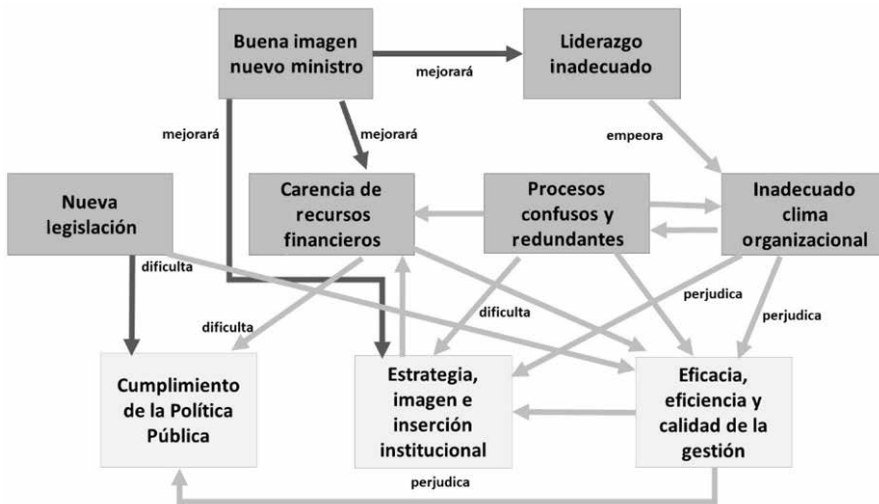 Buena imagen
nuevo ministro
Liderazgo
inadecuado
mejorará
mejorará
mejorará
empeora
Nueva
legislación
Carencia de
recursos
financieros
Procesos
confusos y
redundantes
Inadecuado
clima
organizacional
dificulta
dificulta
dificulta
perjudica
perjudica
Cumplimiento
de la Política
Pública
Estrategia,
imagen e
inserción
institucional
Eficacia,
eficiencia y
calidad de la
gestión
perjudica